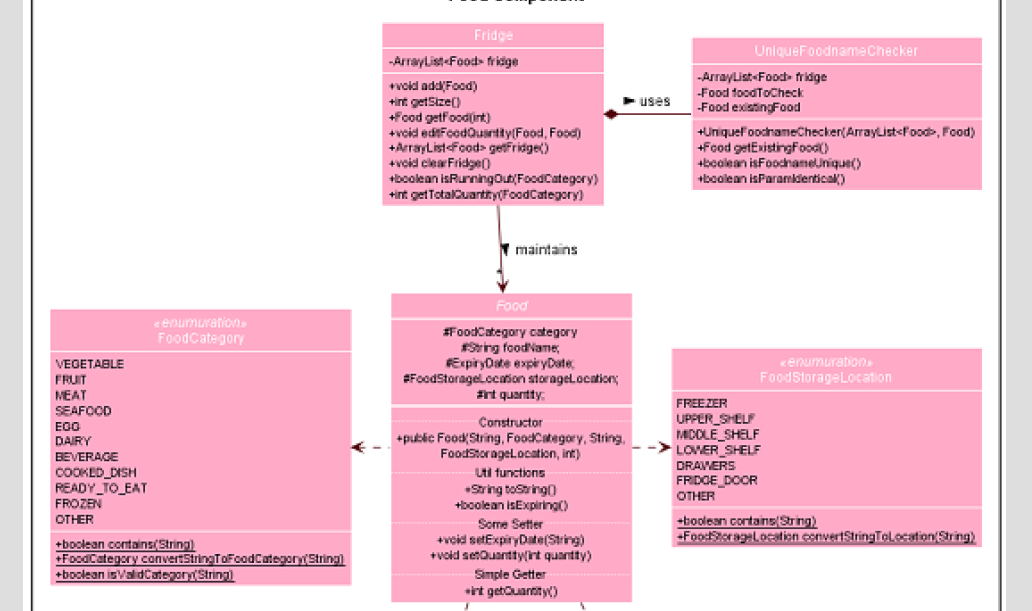 Food Component
Fridge
-ArrayList<Food> fridge
+void add(Food)
+int getSize()
+Food getFood(int)
+void editFoodQuantity(Food, Food)
+ArrayList<Food> getFridge()
+void clearFridge()
+boolean isRunningOut(FoodCategory)
+int getTotalQuantity(FoodCategory)
uses
UniqueFoodnameChecker
-ArrayList<Food> fridge
-Food foodToCheck
-Food existingFood
+UniqueFoodnameChecker(ArrayList<Food>, Food)
+Food getExistingFood()
+boolean isFoodnameUnique()
+boolean isParamIdentical()
maintains
«enumuration»
FoodCategory
VEGETABLE
FRUIT
MEAT
SEAFOOD
EGG
DAIRY
BEVERAGE
COOKED_DISH
READY_TO_EAT
FROZEN
OTHER
+boolean contains(String)
+FoodCategory convertStringToFoodCategory(String)
+boolean isValidCategory(String)
Food
#FoodCategory category
#String foodName;
#ExpiryDate expiryDate;
#FoodStorageLocation storageLocation;
#int quantity;
Constructor
+public Food(String, FoodCategory, String,
FoodStorageLocation, int)
Util functions
+String toString()
+boolean isExpiring()
Some Setter
+void setExpiryDate(String)
+void setQuantity(int quantity)
Simple Getter
+int getQuantity()
«enumuration»
FoodStorageLocation
FREEZER
UPPER_SHELF
MIDDLE_SHELF
LOWER_SHELF
DRAWERS
FRIDGE_DOOR
OTHER
+boolean contains(String)
+FoodStorageLocation convertStringToLocation(String)